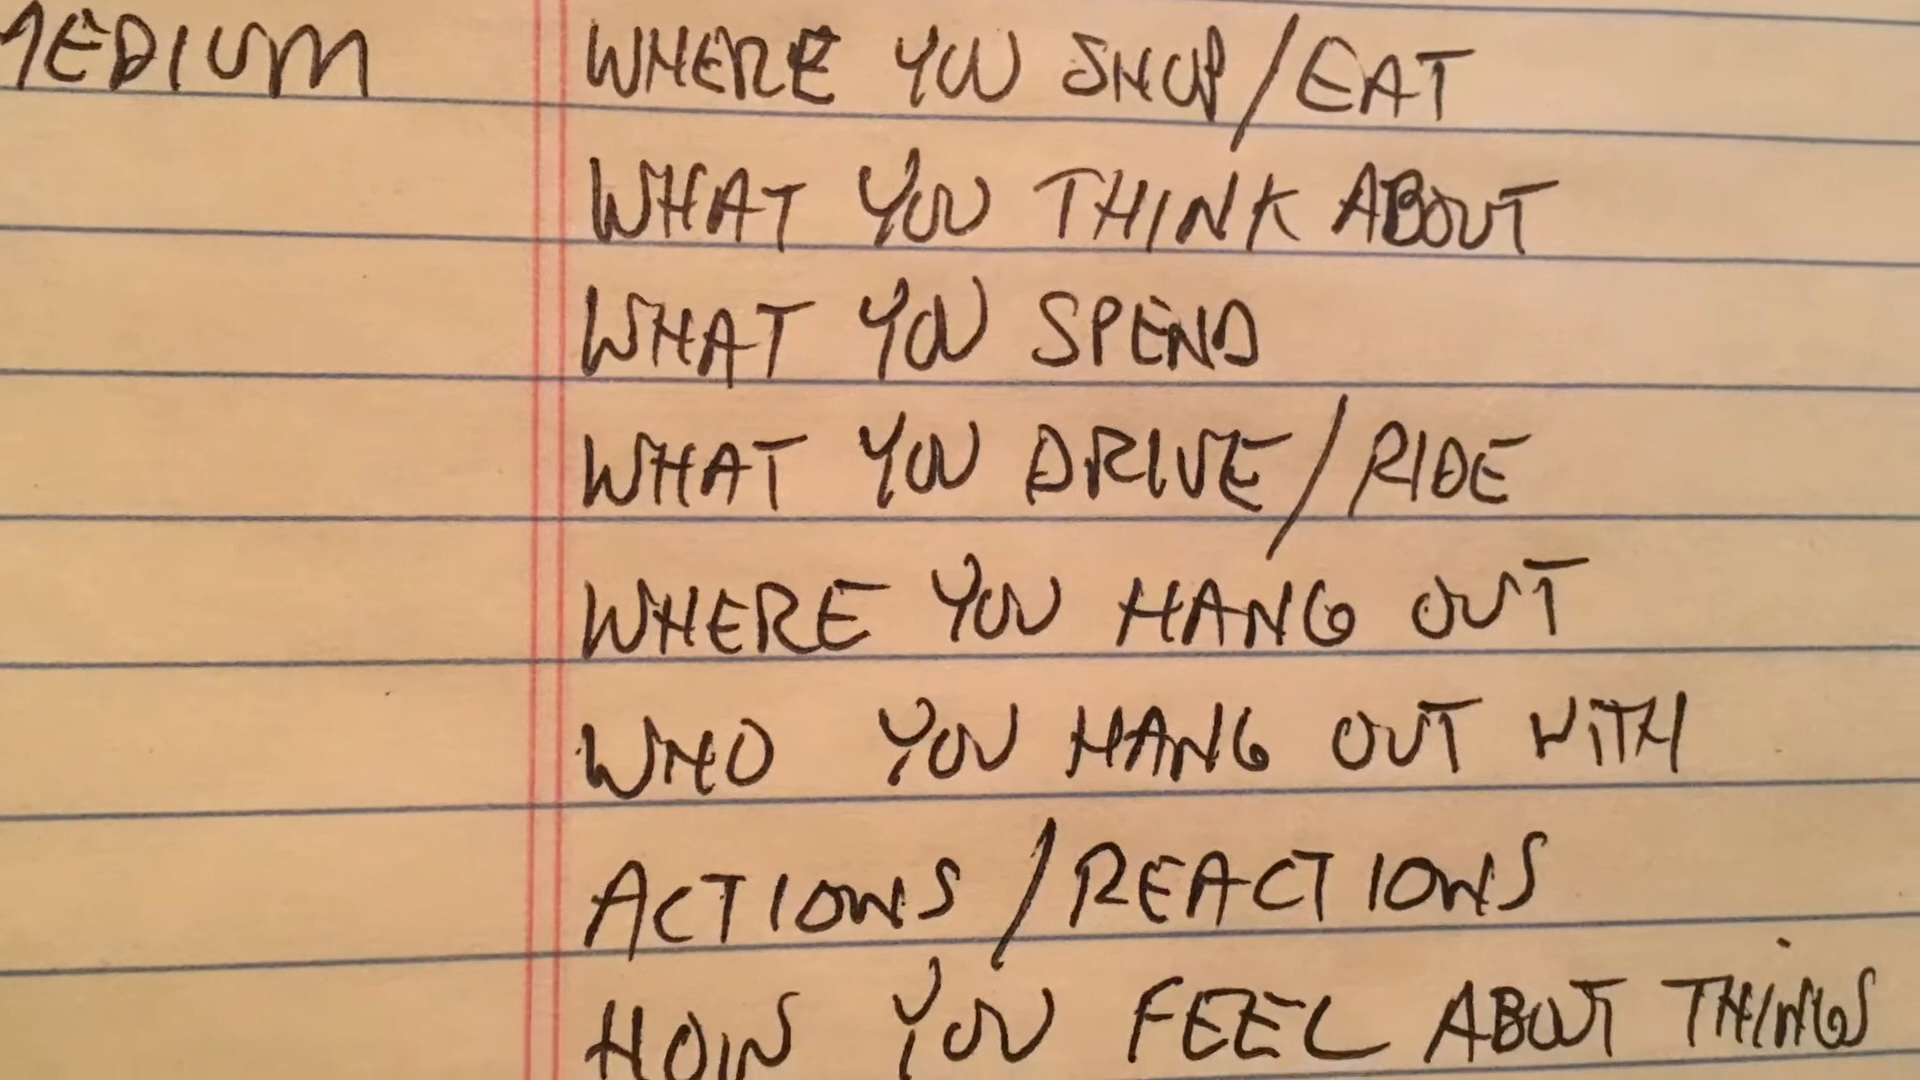 MEDIUM WHERE YOU SHOP/EAT
WHAT YOU THINK ABOUT
WHAT YOU SPEND
WHAT YOU DRIVE/RIDE
WHERE YOU HANG OUT
WHO YOU HANG OUT WITH
ACTIONS/REACTIONS
HOW YOU FEEL ABOUT THINGS